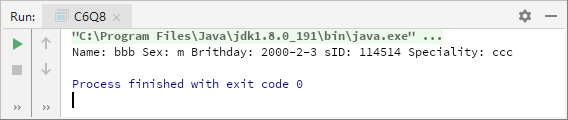 Run: C6Q8
"C:\Program Files\Java\jdk1.8.0_191\bin\java.exe" ...
Name: bbb Sex: m Brithday: 2000-2-3 sID: 114514 Speciality: ccc
Process finished with exit code 0